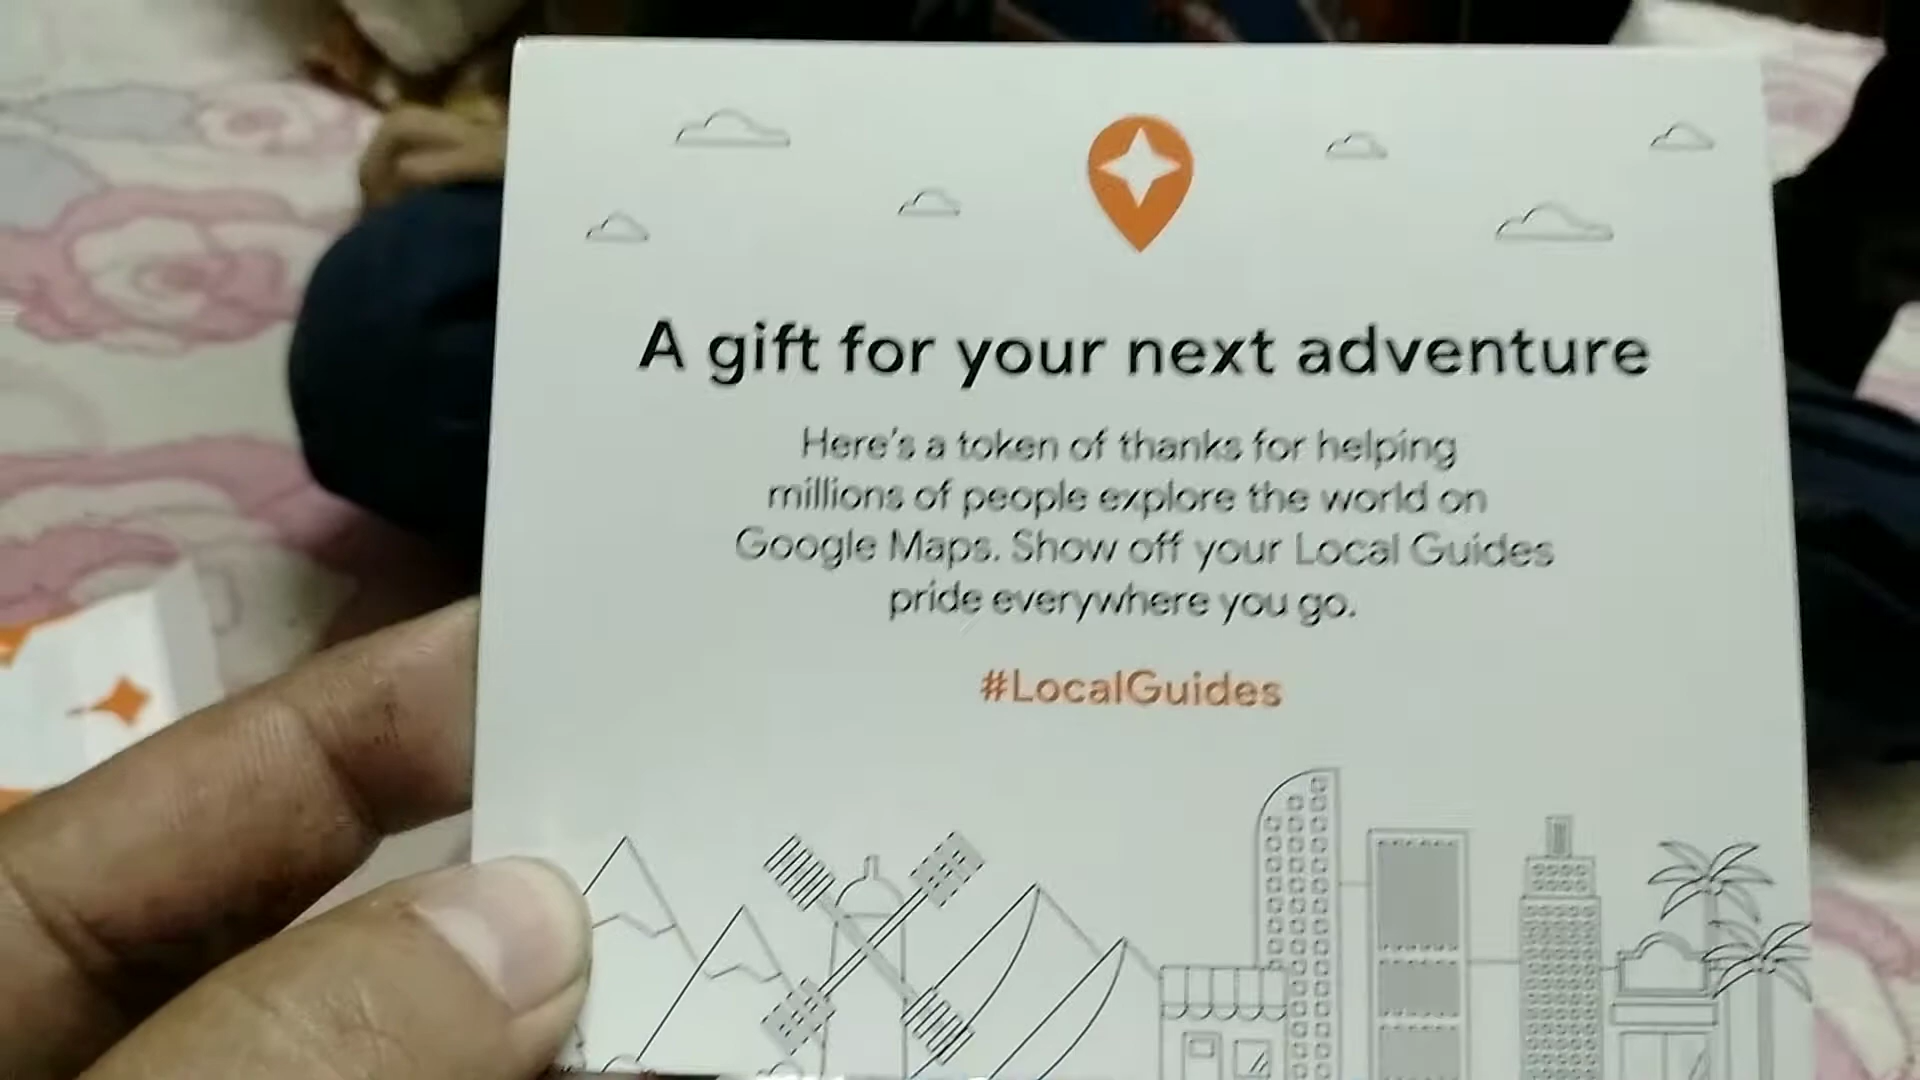 A gift for your next adventure
Here's a token of thanks for helping
millions of people explore the world on
Google Maps. Show off your Local Guides
pride everywhere you go.
#LocalGuides